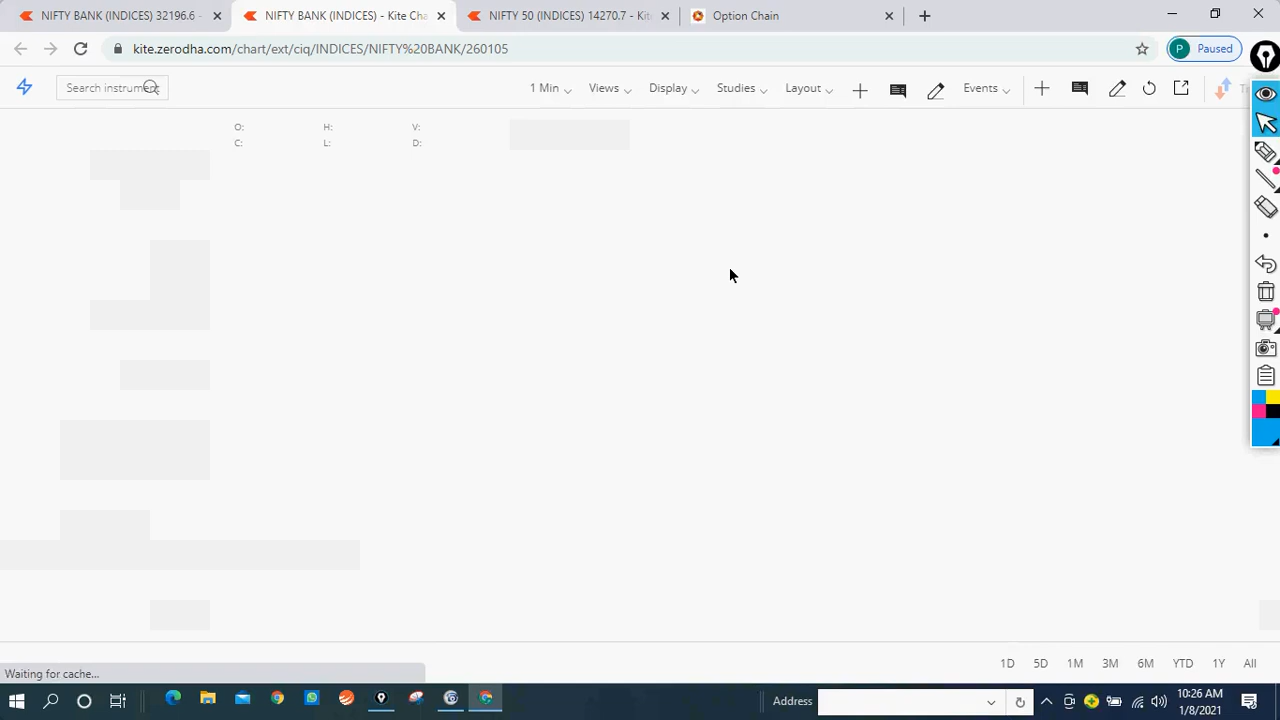 NIFTY BANK (INDICES) 32196.6 -
NIFTY BANK (INDICES) - Kite Cha
NIFTY 50 (INDICES) 14270.7 - Kit
Option Chain
kite.zerodha.com/chart/ext/ciq/INDICES/NIFTY%20BANK/260105
P Paused
Search instrument
1 Min Views Display Studies Layout Events
O: H: V:
C: L: D:
1D 5D 1M 3M 6M YTD 1Y All
Waiting for cache...
Address
10:26 AM
1/8/2021